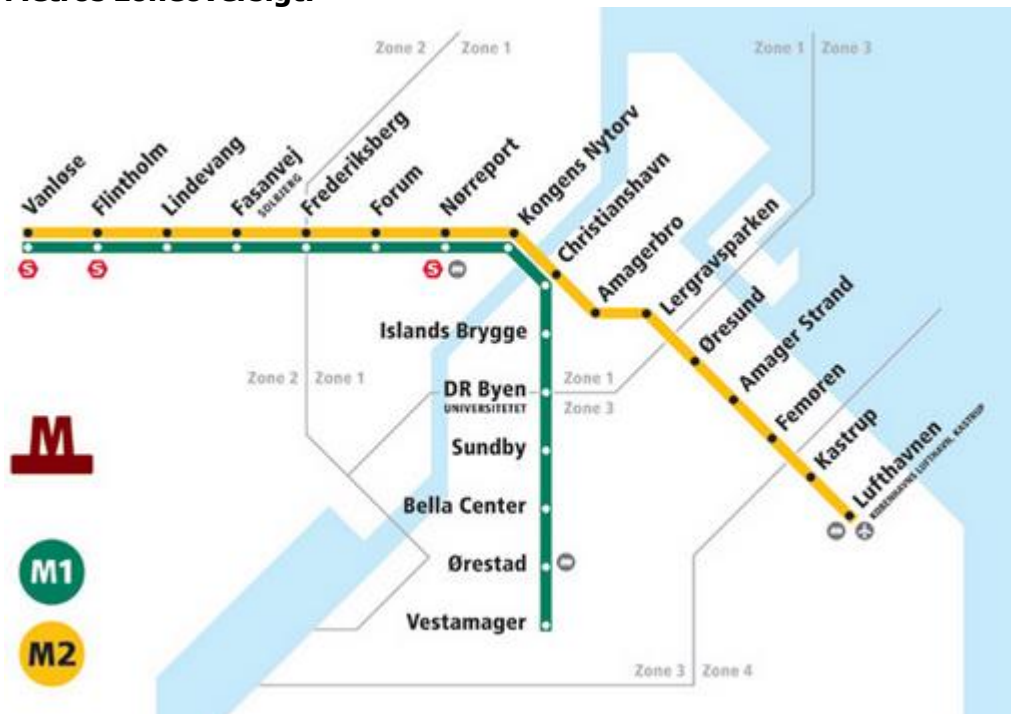 Metros zoneoversigt:
Zone 2
Zone 1
Zone 1
Zone 3
Vanløse
Flintholm
Lindevang
Fasanvej
SOLBJERG
Frederiksberg
Forum
Nørreport
Kongens Nytorv
Christianshavn
Amagerbro
Lergravsparken
Øresund
Amager Strand
Femøren
Kastrup
Lufthavnen
KØBENHAVNS LUFTHAVN, KASTRUP
S
S
S
Islands Brygge
Zone 2
Zone 1
DR Byen
UNIVERSITETET
Zone 1
Zone 3
Sundby
Bella Center
Ørestad
Vestamager
M
M1
M2
Zone 3
Zone 4